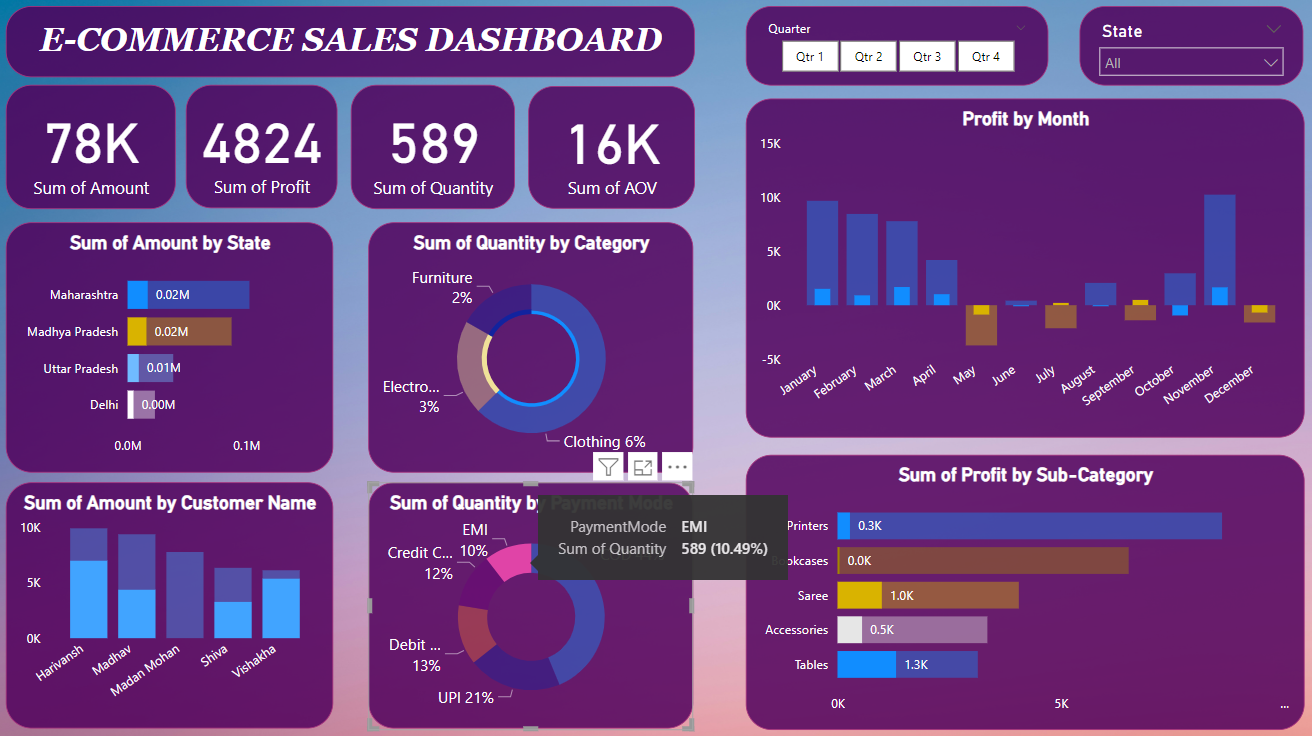 E-COMMERCE SALES DASHBOARD
Quarter
Qtr 1
Qtr 2
Qtr 3
Qtr 4
State
All
78K
Sum of Amount
4824
Sum of Profit
589
Sum of Quantity
16K
Sum of AOV
Profit by Month
15K
10K
5K
0K
-5K
January
February
March
April
May
June
July
August
September
October
November
December
Sum of Amount by State
Maharashtra
0.02M
Madhya Pradesh
0.02M
Uttar Pradesh
0.01M
Delhi
0.00M
0.0M
0.1M
Sum of Quantity by Category
Furniture
2%
Electro...
3%
Clothing 6%
Sum of Amount by Customer Name
10K
5K
0K
Harivansh
Madhav
Madan Mohan
Shiva
Vishakha
Sum of Quantity by Payment Mode
EMI
10%
Credit C...
12%
Debit ...
13%
UPI 21%
PaymentMode EMI
Sum of Quantity 589 (10.49%)
Sum of Profit by Sub-Category
Printers
0.3K
Bookcases
0.0K
Saree
1.0K
Accessories
0.5K
Tables
1.3K
0K
5K
...